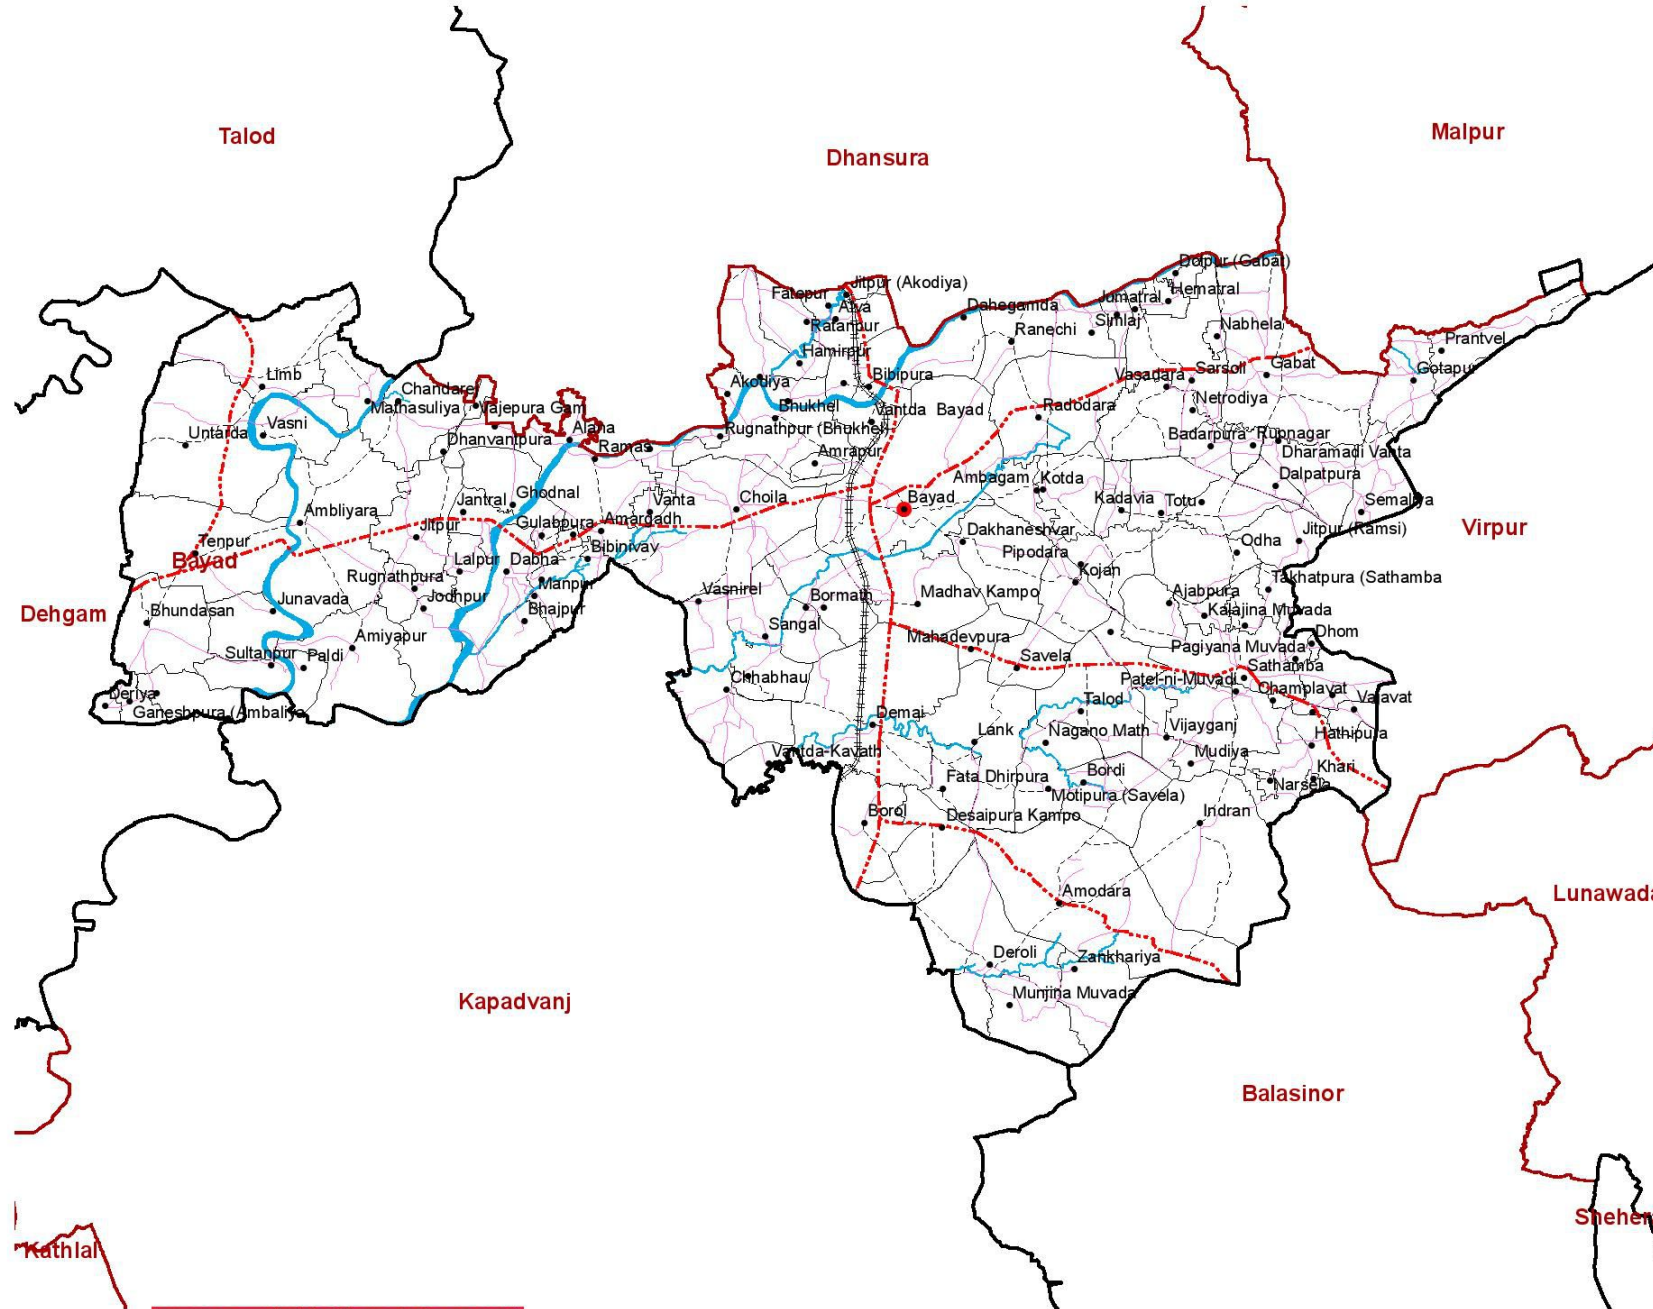 Talod
Malpur
Dhansura
Dolpur (Gabat)
Jitpur (Akodiya)
Hematral
Fatepur
Jumatral
Alva
Dahegamda
Simlaj
Ratanpur
Ranechi
Nabhela
Prantvel
Hamirpur
Gabat
Sarsoli
Gotapur
Limb
Bibipura
Vasadara
Akodiya
Chandarej
Mathasuliya
Vajepura Gam
Bhukhel
Vantda Bayad
Radodara
Netrodiya
Vasni
Alana
Rugnathpur (Bhukhel)
Untarda
Dhanvantpura
Badarpura
Rupnagar
Ramas
Amrapur
Dharamadi Vanta
Ambagam
Kotda
Dalpatpura
Jantral
Ghodnal
Vanta
Choila
Bayad
Kadavia
Totu
Semaliya
Ambliyara
Jitpur
Gulabpura
Amargadh
Dakhaneshvar
Jitpur (Ramsi)
Virpur
Tenpur
Bibinivav
Pipodara
Odha
Bayad
Lalpur
Dabha
Rugnathpura
Manpur
Kojan
Takhatpura (Sathamba
Dehgam
Bhundasan
Junavada
Jodhpur
Bhajpur
Vasnirel
Bormath
Madhav Kampo
Ajabpura
Kalajina Muvada
Amiyapur
Sangal
Mahadevpura
Dhom
Sultanpur
Paldi
Savela
Pagiyana Muvada
Sathamba
Chhabhau
Patel-ni-Muvadi
Champlavat
Deriya
Talod
Valavat
Ganeshpura (Ambaliya
Demai
Lank
Nagano Math
Vijayganj
Hathipura
Vantda-Kavath
Mudiya
Fata Dhirpura
Bordi
Khari
Narsela
Motipura (Savela)
Borol
Desaipura Kampo
Indran
Amodara
Lunawada
Deroli
Zankhariya
Kapadvanj
Munjina Muvada
Balasinor
Sheher
Kathlal